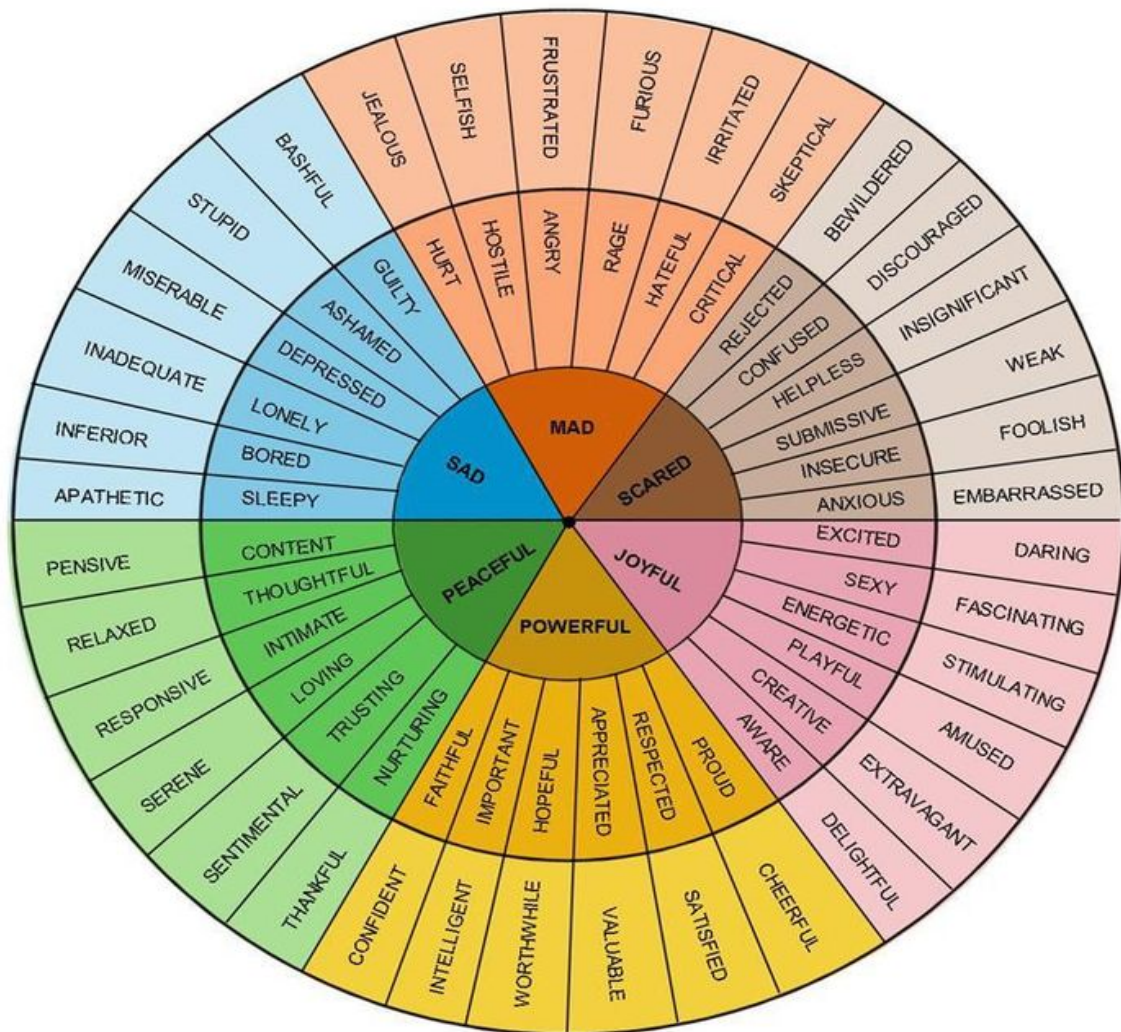 MAD
SCARED
JOYFUL
POWERFUL
PEACEFUL
SAD
HURT
HOSTILE
ANGRY
RAGE
HATEFUL
CRITICAL
REJECTED
CONFUSED
HELPLESS
SUBMISSIVE
INSECURE
ANXIOUS
EXCITED
SEXY
ENERGETIC
PLAYFUL
CREATIVE
AWARE
PROUD
RESPECTED
APPRECIATED
HOPEFUL
IMPORTANT
FAITHFUL
NURTURING
TRUSTING
LOVING
INTIMATE
THOUGHTFUL
CONTENT
SLEEPY
BORED
LONELY
DEPRESSED
ASHAMED
GUILTY
JEALOUS
SELFISH
FRUSTRATED
FURIOUS
IRRITATED
SKEPTICAL
BEWILDERED
DISCOURAGED
INSIGNIFICANT
WEAK
FOOLISH
EMBARRASSED
DARING
FASCINATING
STIMULATING
AMUSED
EXTRAVAGANT
DELIGHTFUL
CHEERFUL
SATISFIED
VALUABLE
WORTHWHILE
INTELLIGENT
CONFIDENT
THANKFUL
SENTIMENTAL
SERENE
RESPONSIVE
RELAXED
PENSIVE
APATHETIC
INFERIOR
INADEQUATE
MISERABLE
STUPID
BASHFUL